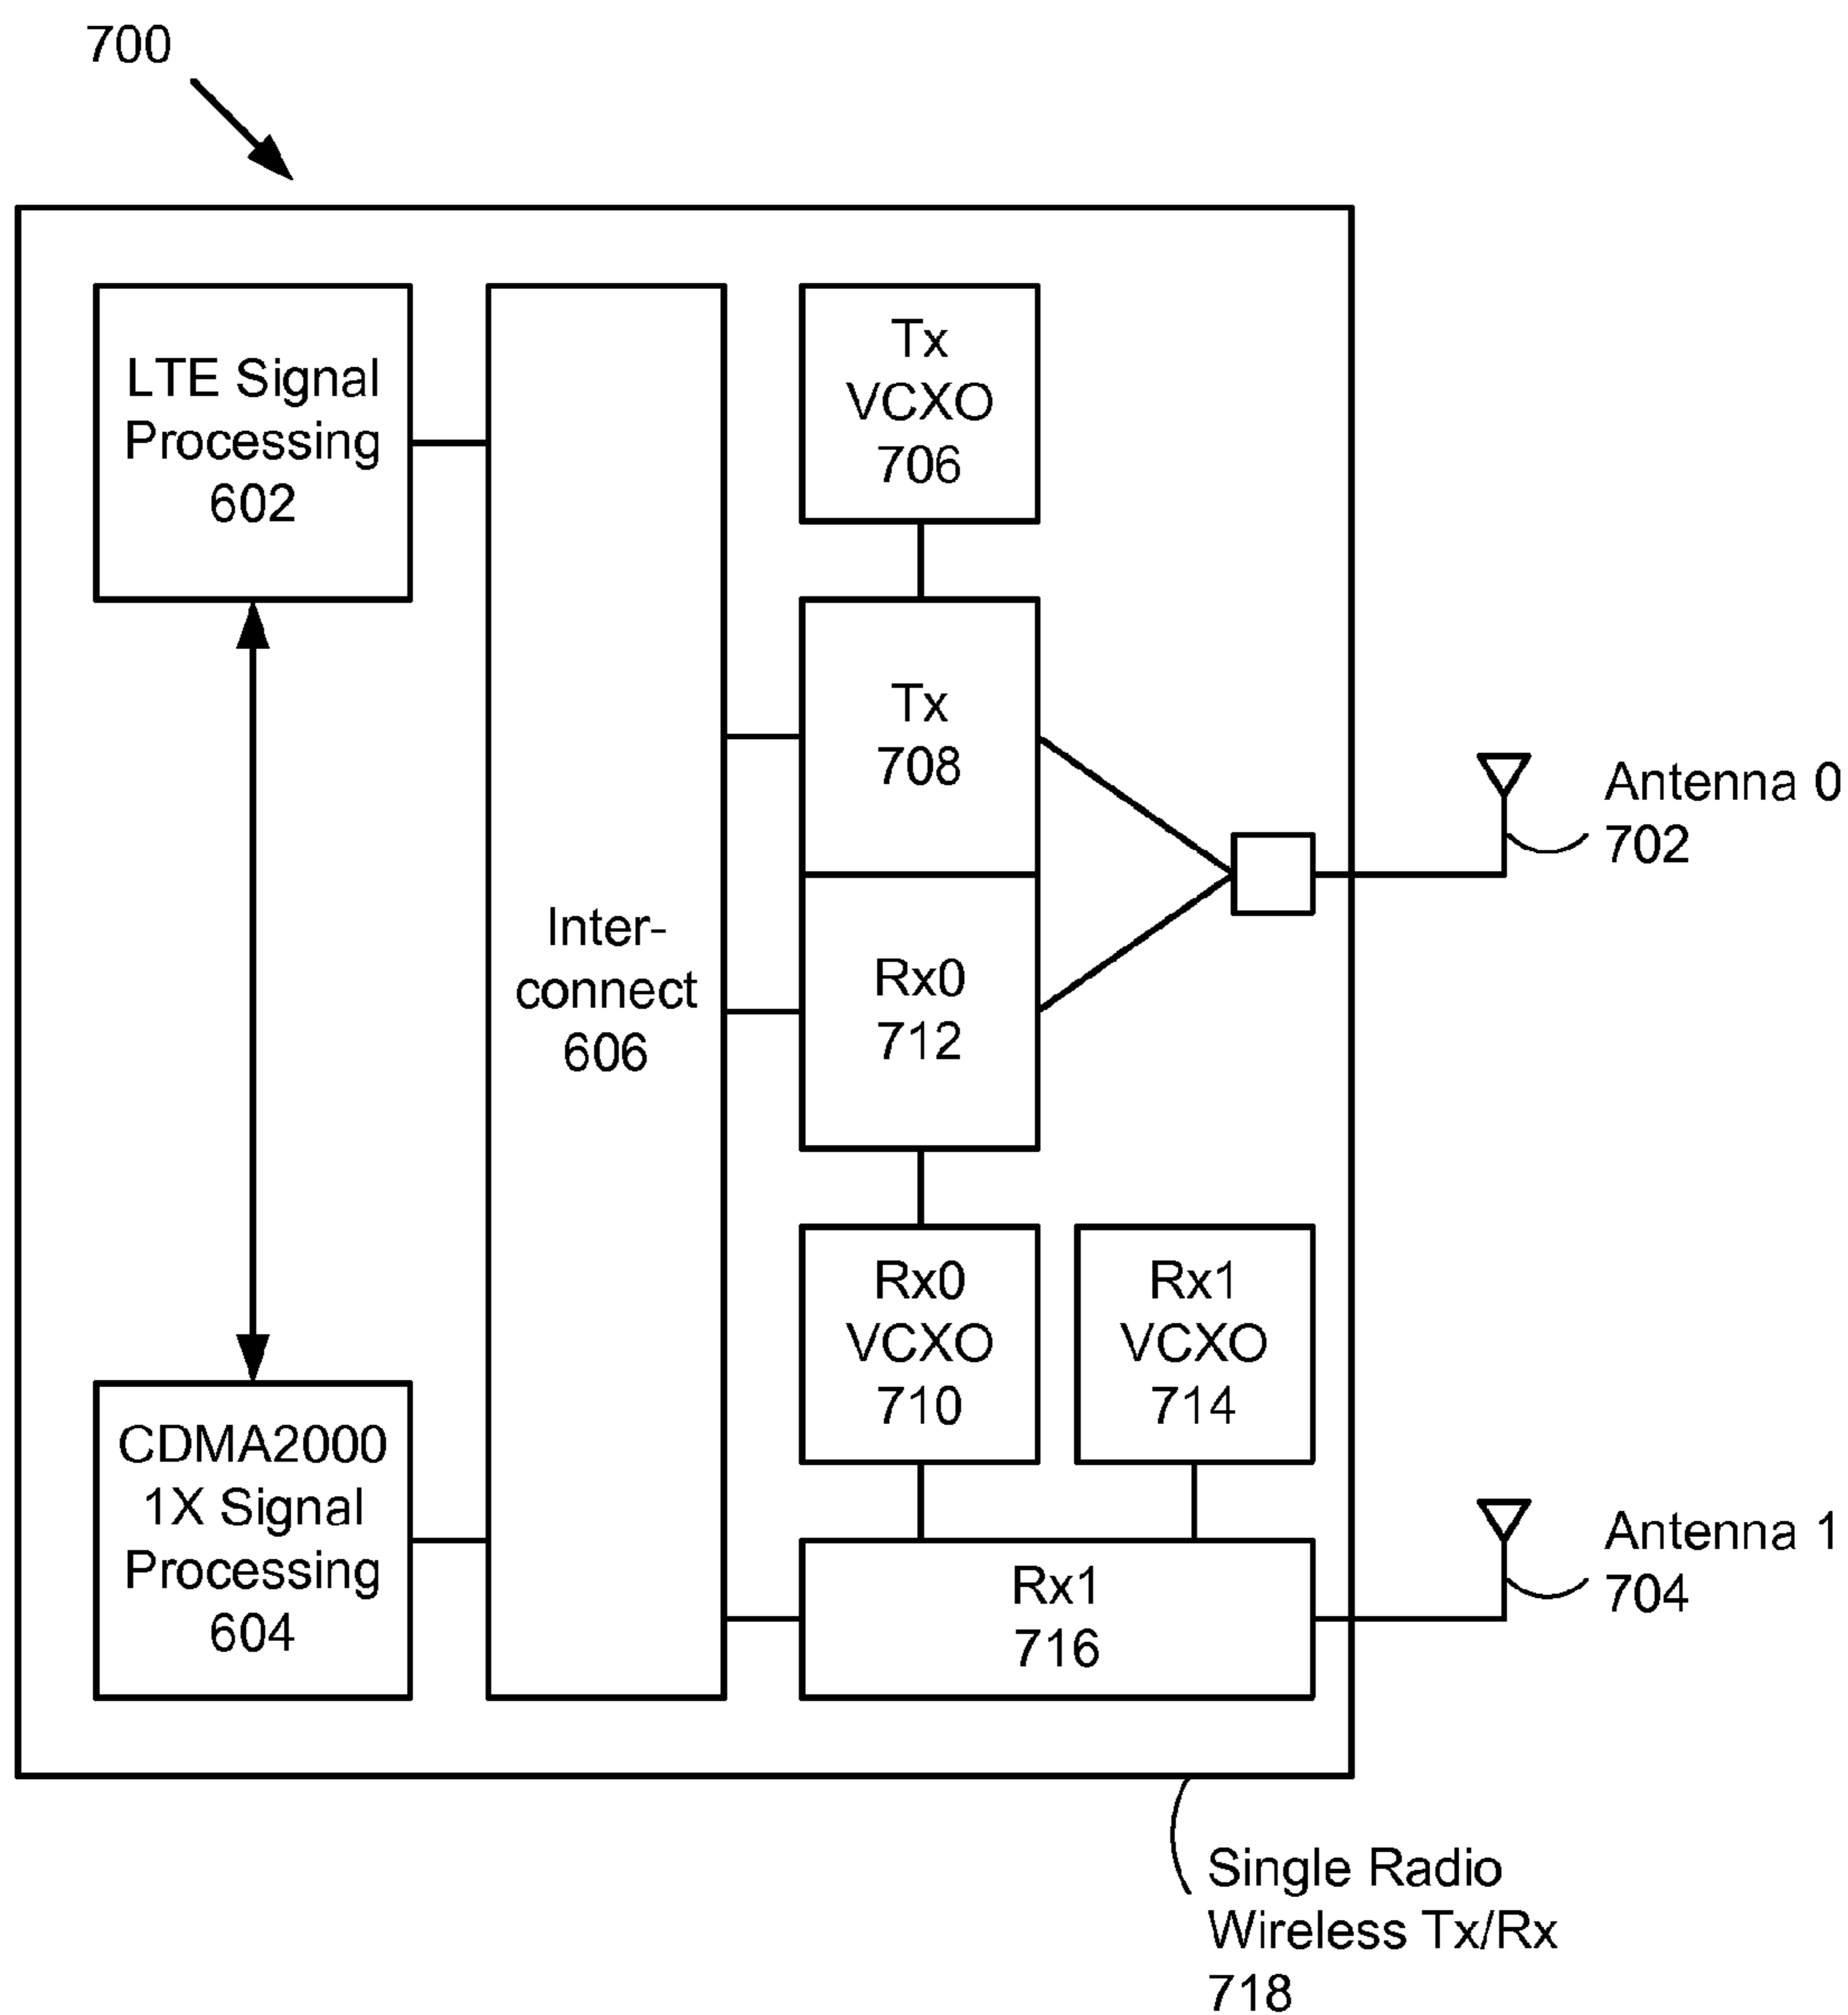 700
LTE Signal
Processing
602
Tx
VCXO
706
Tx
708
Antenna 0
702
Inter-
connect
606
Rx0
712
Rx0
VCXO
710
Rx1
VCXO
714
CDMA2000
1X Signal
Processing
604
Rx1
716
Antenna 1
704
Single Radio
Wireless Tx/Rx
718